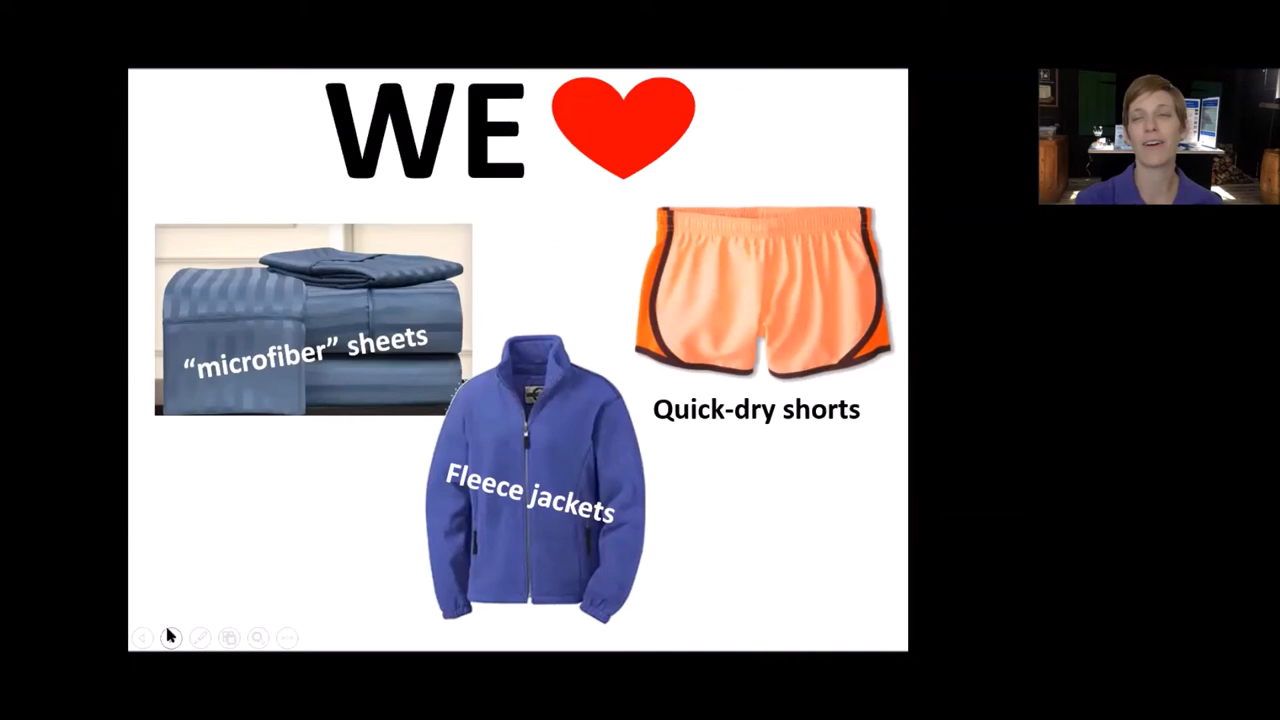 WE
“microfiber” sheets
Quick-dry shorts
Fleece jackets